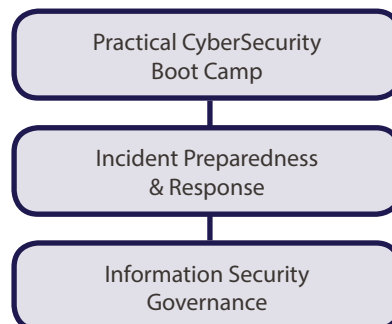 Practical CyberSecurity
Boot Camp
Incident Preparedness
& Response
Information Security
Governance